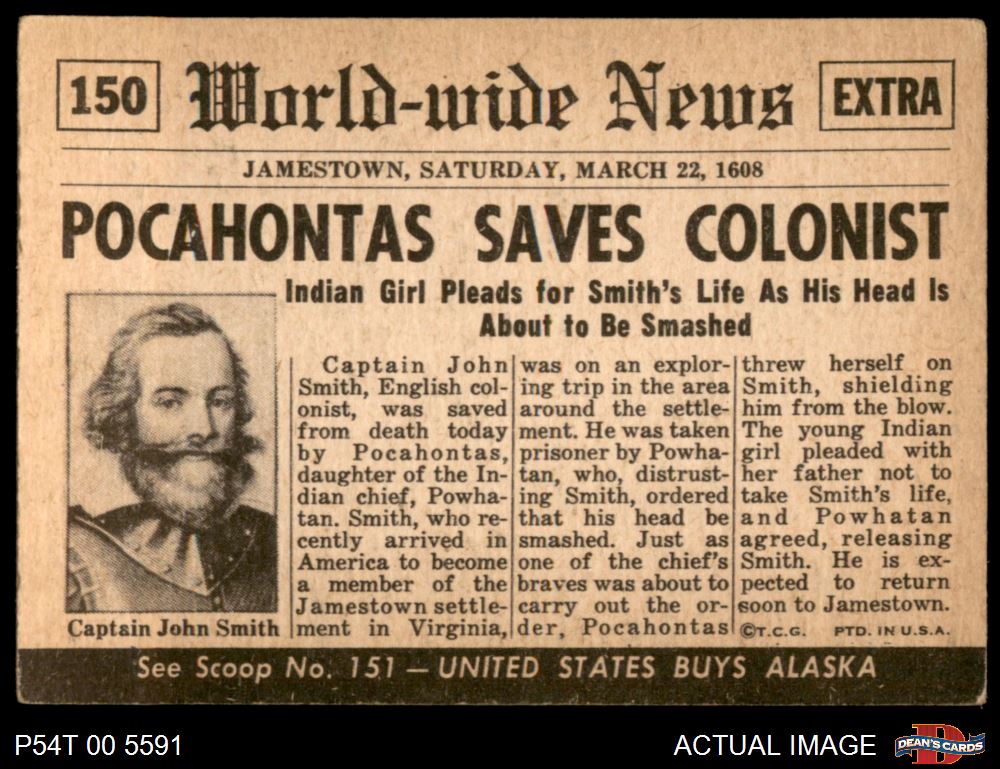 150
World-wide News
EXTRA
JAMESTOWN, SATURDAY, MARCH 22, 1608
POCAHONTAS SAVES COLONIST
Indian Girl Pleads for Smith's Life As His Head Is
About to Be Smashed
Captain John Smith
Captain John
Smith, English col-
onist, was saved
from death today
by Pocahontas,
daughter of the In-
dian chief, Powha-
tan. Smith, who re-
cently arrived in
America to become
a member of the
Jamestown settle-
ment in Virginia,
was on an explor-
ing trip in the area
around the settle-
ment. He was taken
prisoner by Powha-
tan, who, distrust-
ing Smith, ordered
that his head be
smashed. Just as
one of the chief's
braves was about to
carry out the or-
der, Pocahontas
threw herself on
Smith, shielding
him from the blow.
The young Indian
girl pleaded with
her father not to
take Smith's life,
and Powhatan
agreed, releasing
Smith. He is ex-
pected to return
soon to Jamestown.
©T.C.G. PTD. IN U.S.A.
See Scoop No. 151 — UNITED STATES BUYS ALASKA
P54T 00 5591
ACTUAL IMAGE
DEAN'S CARDS